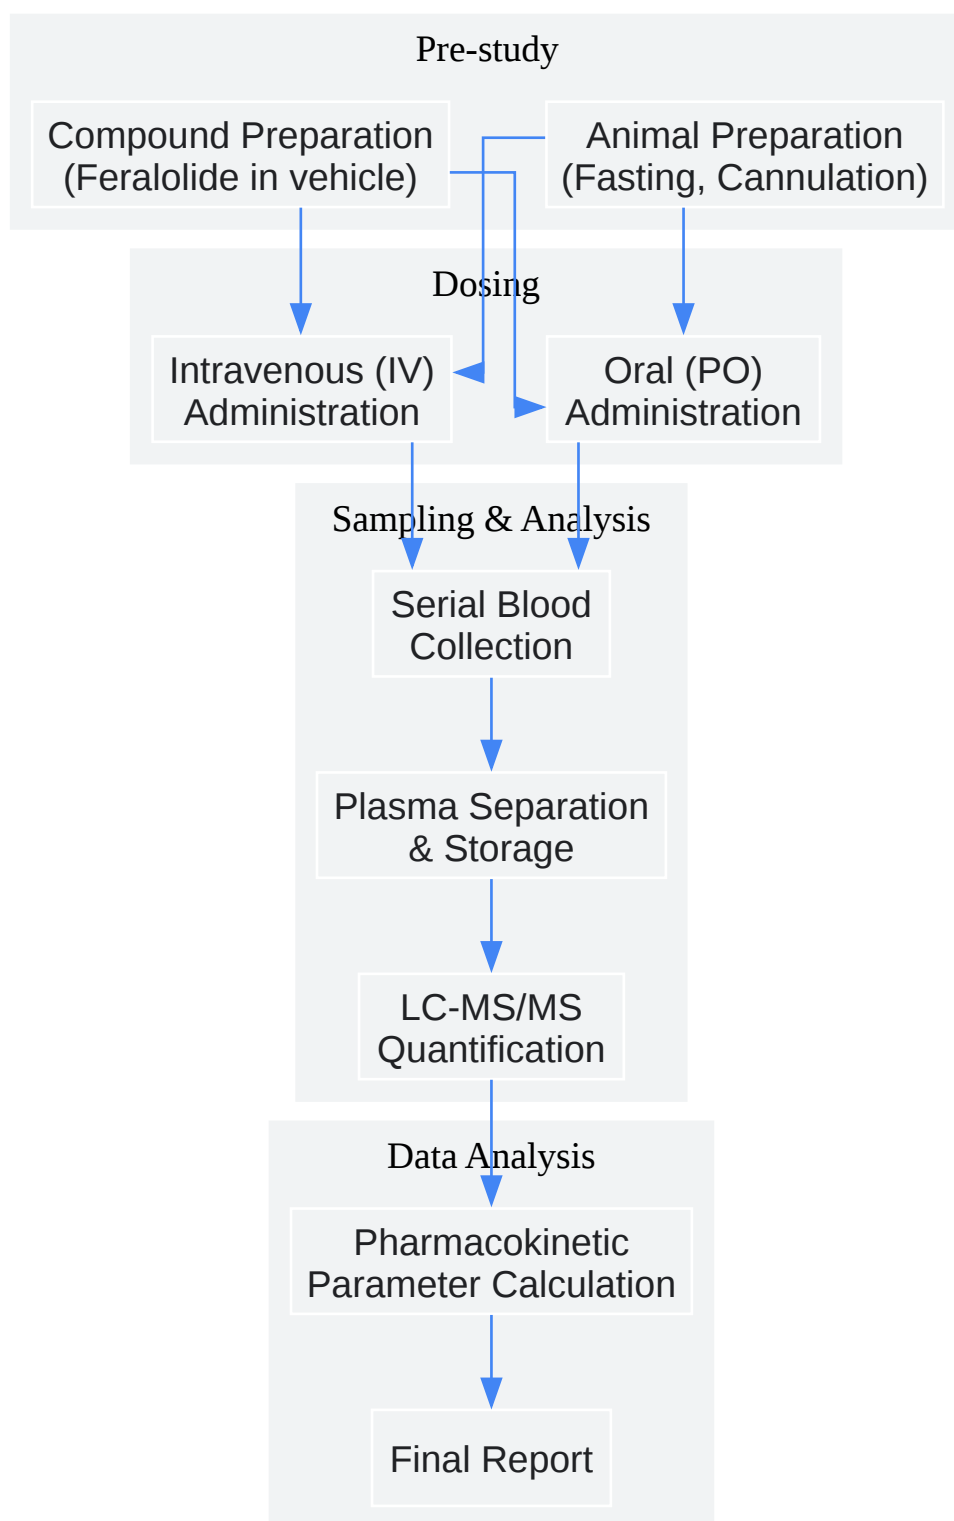 Pre-study
Compound Preparation
(Feralolide in vehicle)
Animal Preparation
(Fasting, Cannulation)
Dosing
Intravenous (IV)
Administration
Oral (PO)
Administration
Sampling & Analysis
Serial Blood
Collection
Plasma Separation
& Storage
LC-MS/MS
Quantification
Data Analysis
Pharmacokinetic
Parameter Calculation
Final Report